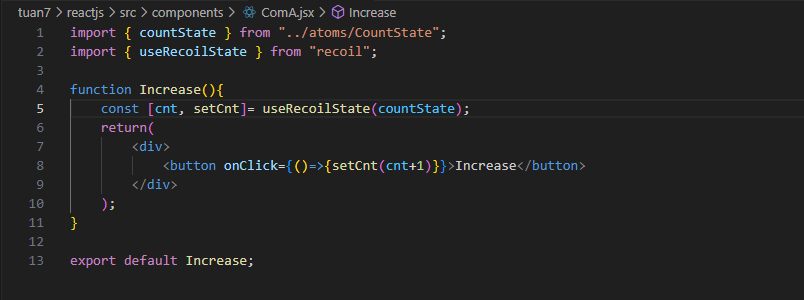 tuan7 > reactjs > src > components > ComA.jsx > Increase
1 import { countState } from "../atoms/CountState";
2 import { useRecoilState } from "recoil";
3
4 function Increase(){
5     const [cnt, setCnt]= useRecoilState(countState);
6     return(
7         <div>
8             <button onClick={()=>{setCnt(cnt+1)}}>Increase</button>
9         </div>
10     );
11 }
12
13 export default Increase;